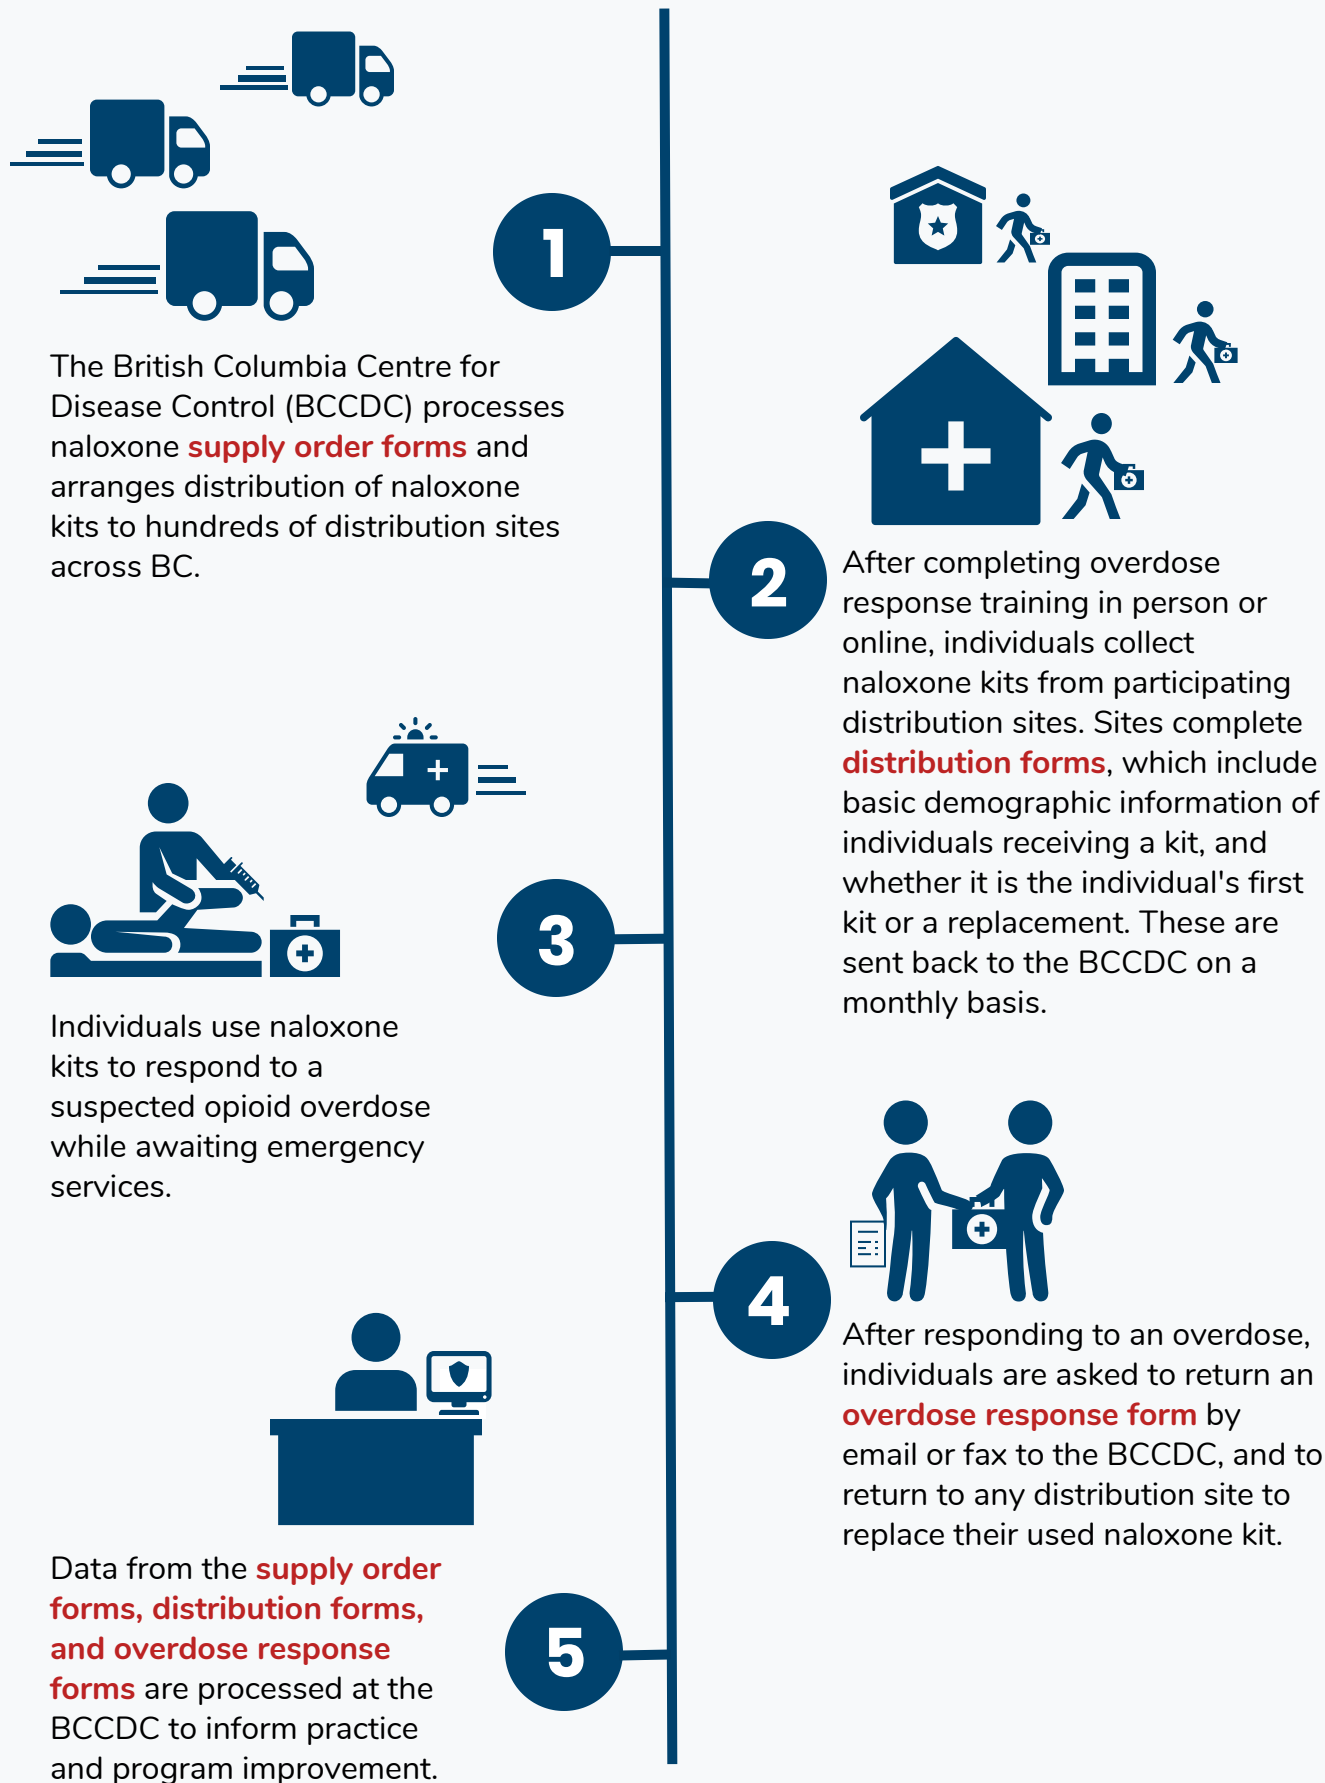 1
The British Columbia Centre for
Disease Control (BCCDC) processes
naloxone supply order forms and
arranges distribution of naloxone
kits to hundreds of distribution sites
across BC.
2
After completing overdose
response training in person or
online, individuals collect
naloxone kits from participating
distribution sites. Sites complete
distribution forms, which include
basic demographic information of
individuals receiving a kit, and
whether it is the individual's first
kit or a replacement. These are
sent back to the BCCDC on a
monthly basis.
3
Individuals use naloxone
kits to respond to a
suspected opioid overdose
while awaiting emergency
services.
4
After responding to an overdose,
individuals are asked to return an
overdose response form by
email or fax to the BCCDC, and to
return to any distribution site to
replace their used naloxone kit.
5
Data from the supply order
forms, distribution forms,
and overdose response
forms are processed at the
BCCDC to inform practice
and program improvement.